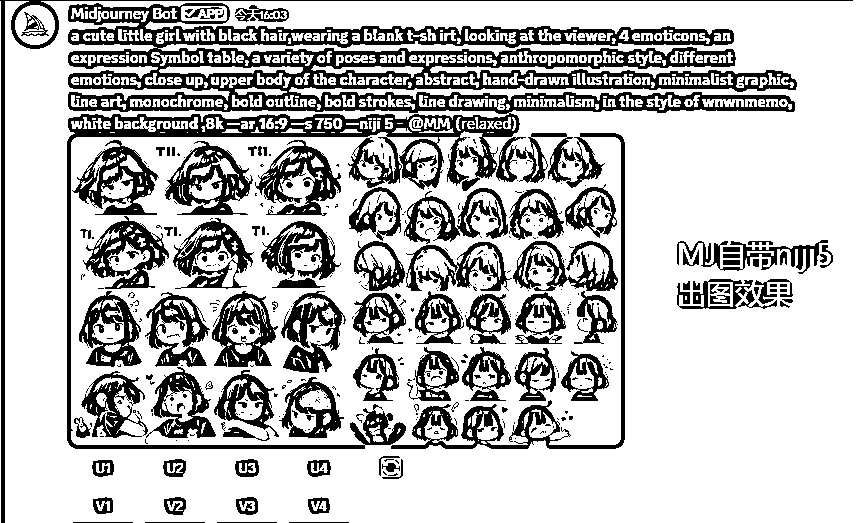 Midjourney Bot ✓APP 今天16:03
a cute little girl with black hair,wearing a blank t-sh irt, looking at the viewer, 4 emoticons, an
expression Symbol table, a variety of poses and expressions, anthropomorphic style, different
emotions, close up, upper body of the character, abstract, hand-drawn illustration, minimalist graphic,
line art, monochrome, bold outline, bold strokes, line drawing, minimalism, in the style of wnwnmemo,
white background ,8k —ar 16:9 —s 750 —niji 5 - @MM (relaxed)
MJ自带niji5
出图效果
U1 U2 U3 U4
V1 V2 V3 V4